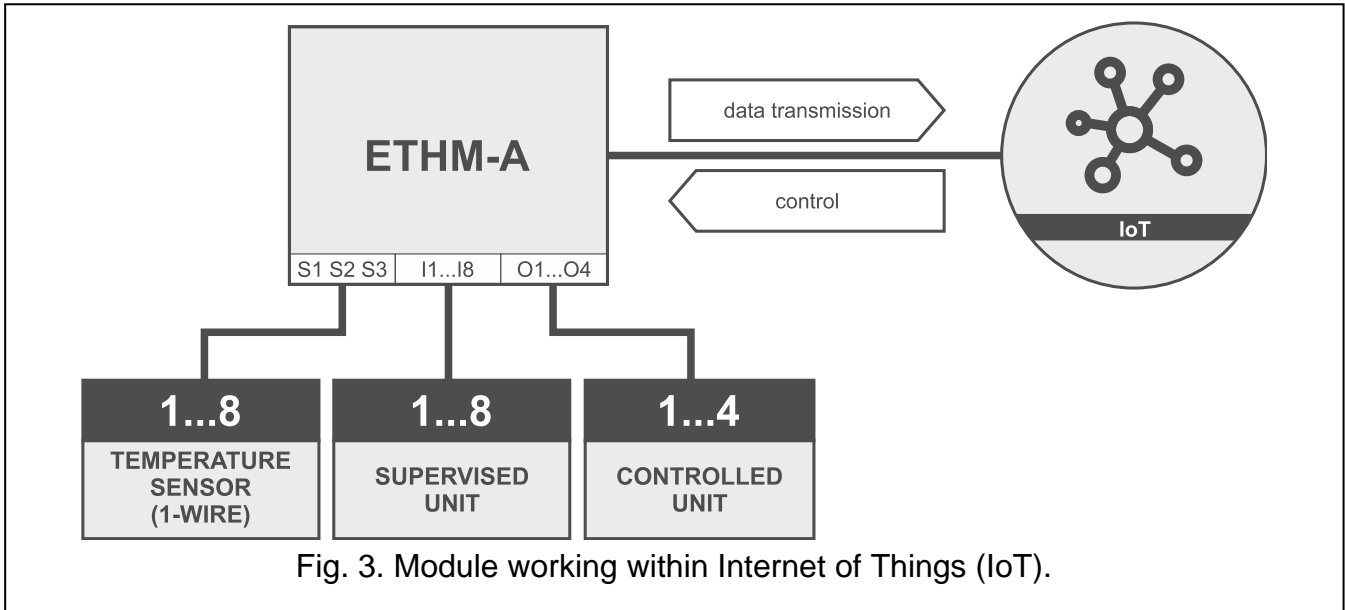 ETHM-A
data transmission
control
IoT
S1 S2 S3
I1...I8
O1...O4
1...8
TEMPERATURE
SENSOR
(1-WIRE)
1...8
SUPERVISED
UNIT
1...4
CONTROLLED
UNIT
Fig. 3. Module working within Internet of Things (IoT).